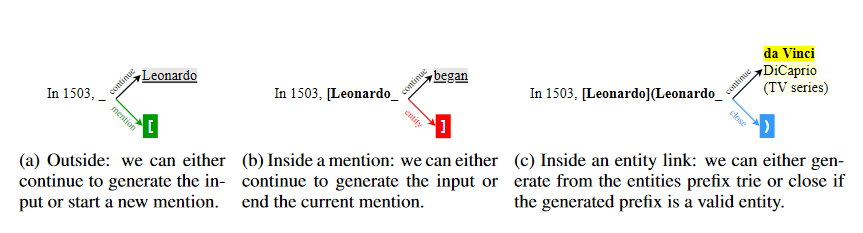 da Vinci
continue Leonardo
continue began
continue DiCaprio
(TV series)
In 1503, _
In 1503, [Leonardo_
In 1503, [Leonardo](Leonardo_
mention [
entity ]
close )
(a) Outside: we can either
continue to generate the in-
put or start a new mention.
(b) Inside a mention: we can either
continue to generate the input or
end the current mention.
(c) Inside an entity link: we can either gen-
erate from the entities prefix trie or close if
the generated prefix is a valid entity.